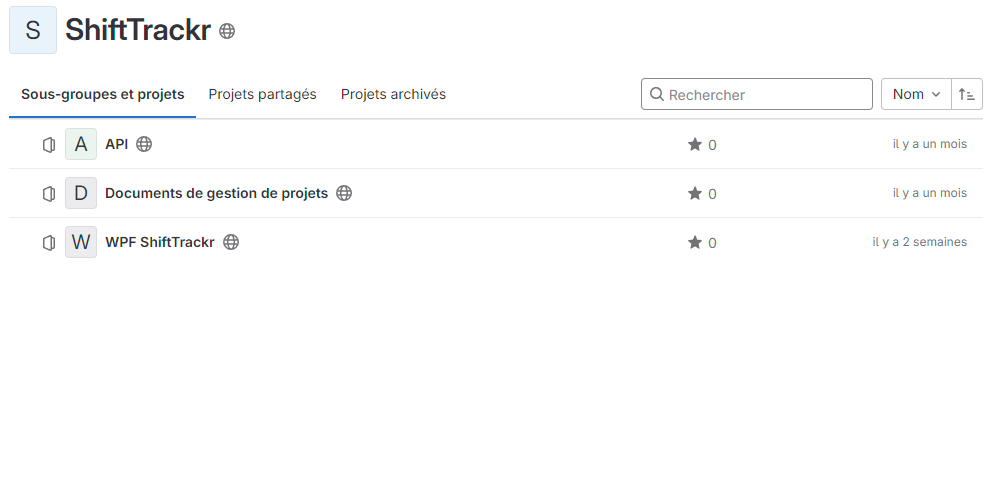 S ShiftTrackr
Sous-groupes et projets Projets partagés Projets archivés Rechercher Nom
A API 0 il y a un mois
D Documents de gestion de projets 0 il y a un mois
W WPF ShiftTrackr 0 il y a 2 semaines